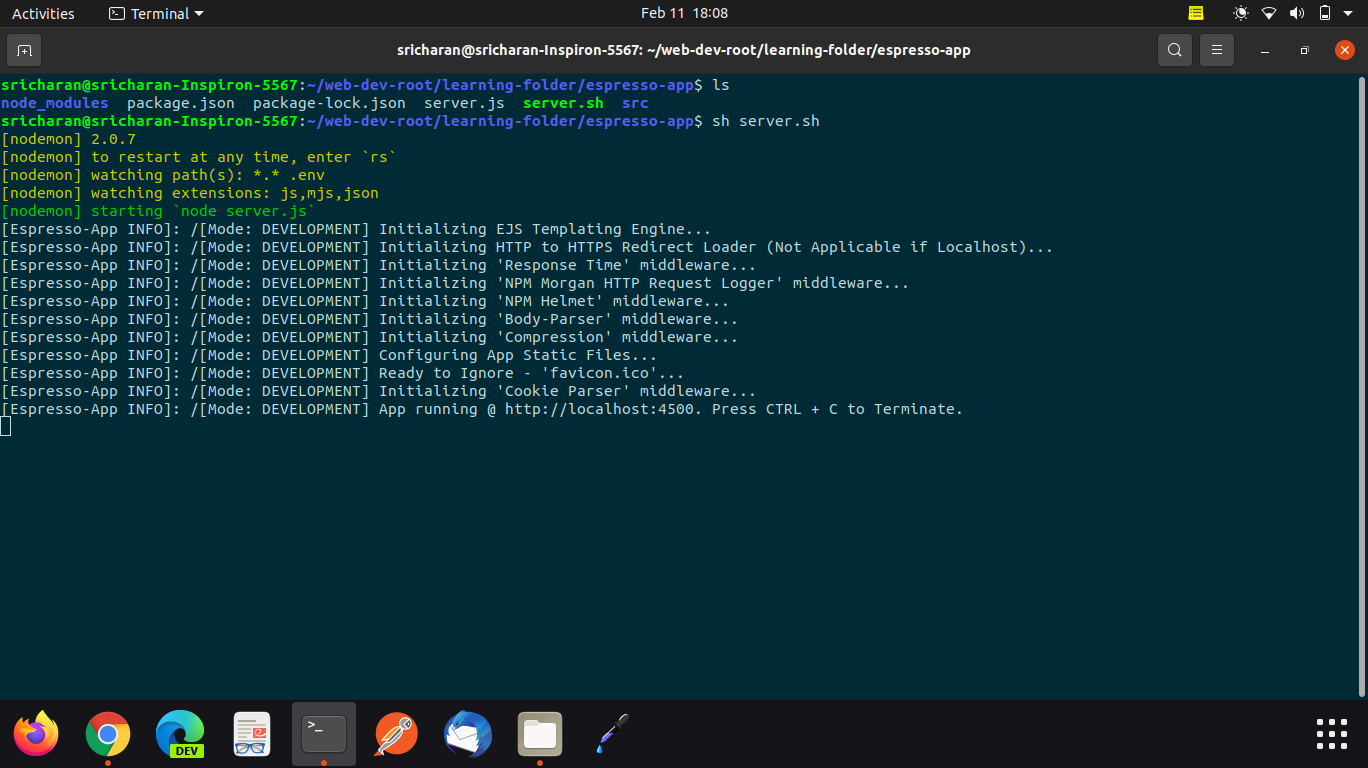 Activities Terminal Feb 11 18:08
sricharan@sricharan-Inspiron-5567: ~/web-dev-root/learning-folder/espresso-app
sricharan@sricharan-Inspiron-5567:~/web-dev-root/learning-folder/espresso-app$ ls
node_modules package.json package-lock.json server.js server.sh src
sricharan@sricharan-Inspiron-5567:~/web-dev-root/learning-folder/espresso-app$ sh server.sh
[nodemon] 2.0.7
[nodemon] to restart at any time, enter `rs`
[nodemon] watching path(s): *.* .env
[nodemon] watching extensions: js,mjs,json
[nodemon] starting `node server.js`
[Espresso-App INFO]: /[Mode: DEVELOPMENT] Initializing EJS Templating Engine...
[Espresso-App INFO]: /[Mode: DEVELOPMENT] Initializing HTTP to HTTPS Redirect Loader (Not Applicable if Localhost)...
[Espresso-App INFO]: /[Mode: DEVELOPMENT] Initializing 'Response Time' middleware...
[Espresso-App INFO]: /[Mode: DEVELOPMENT] Initializing 'NPM Morgan HTTP Request Logger' middleware...
[Espresso-App INFO]: /[Mode: DEVELOPMENT] Initializing 'NPM Helmet' middleware...
[Espresso-App INFO]: /[Mode: DEVELOPMENT] Initializing 'Body-Parser' middleware...
[Espresso-App INFO]: /[Mode: DEVELOPMENT] Initializing 'Compression' middleware...
[Espresso-App INFO]: /[Mode: DEVELOPMENT] Configuring App Static Files...
[Espresso-App INFO]: /[Mode: DEVELOPMENT] Ready to Ignore - 'favicon.ico'...
[Espresso-App INFO]: /[Mode: DEVELOPMENT] Initializing 'Cookie Parser' middleware...
[Espresso-App INFO]: /[Mode: DEVELOPMENT] App running @ http://localhost:4500. Press CTRL + C to Terminate.
>_
DEV